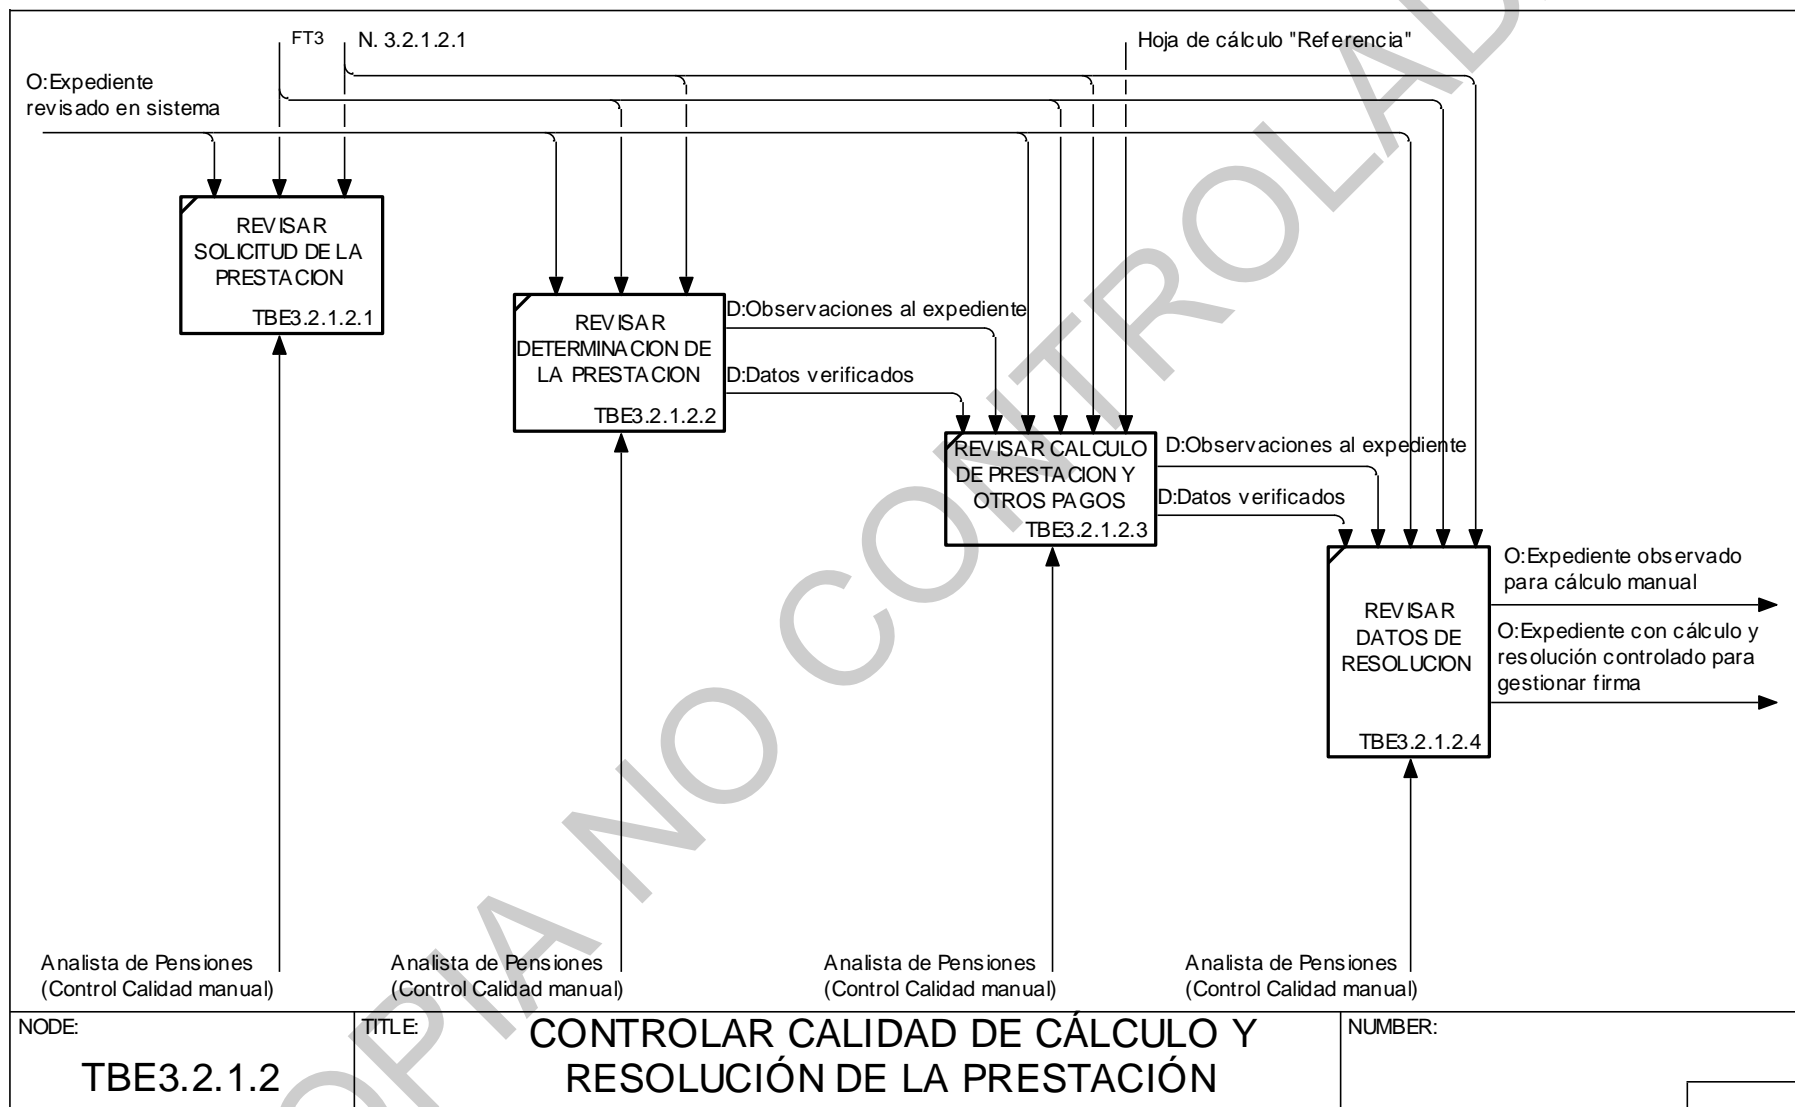 FT3
N. 3.2.1.2.1
Hoja de cálculo "Referencia"
O:Expediente
revisado en sistema
REVISAR
SOLICITUD DE LA
PRESTACION
TBE3.2.1.2.1
REVISAR
DETERMINACION DE
LA PRESTACION
TBE3.2.1.2.2
D:Observaciones al expediente
D:Datos verificados
REVISAR CALCULO
DE PRESTACION Y
OTROS PAGOS
TBE3.2.1.2.3
D:Observaciones al expediente
D:Datos verificados
REVISAR
DATOS DE
RESOLUCION
TBE3.2.1.2.4
O:Expediente observado
para cálculo manual
O:Expediente con cálculo y
resolución controlado para
gestionar firma
Analista de Pensiones
(Control Calidad manual)
Analista de Pensiones
(Control Calidad manual)
Analista de Pensiones
(Control Calidad manual)
Analista de Pensiones
(Control Calidad manual)
NODE:
TBE3.2.1.2
TITLE:
CONTROLAR CALIDAD DE CÁLCULO Y
RESOLUCIÓN DE LA PRESTACIÓN
NUMBER:
OPIA NO CONTROLAD